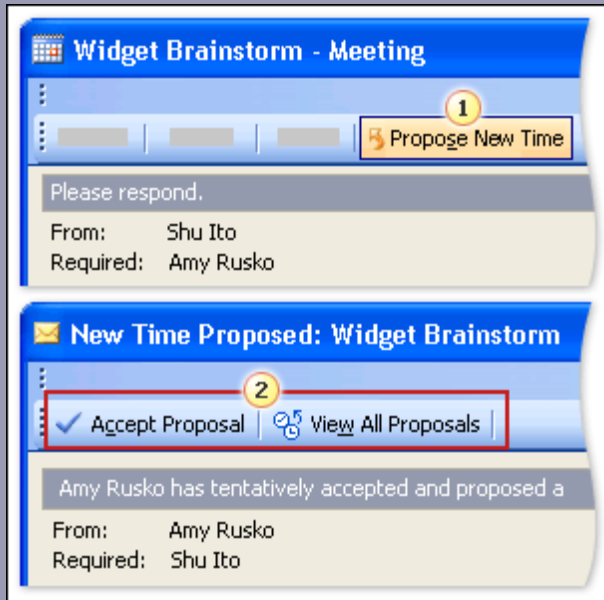 Widget Brainstorm - Meeting
1
Propose New Time
Please respond.
From: Shu Ito
Required: Amy Rusko
New Time Proposed: Widget Brainstorm
2
Accept Proposal View All Proposals
Amy Rusko has tentatively accepted and proposed a
From: Amy Rusko
Required: Shu Ito